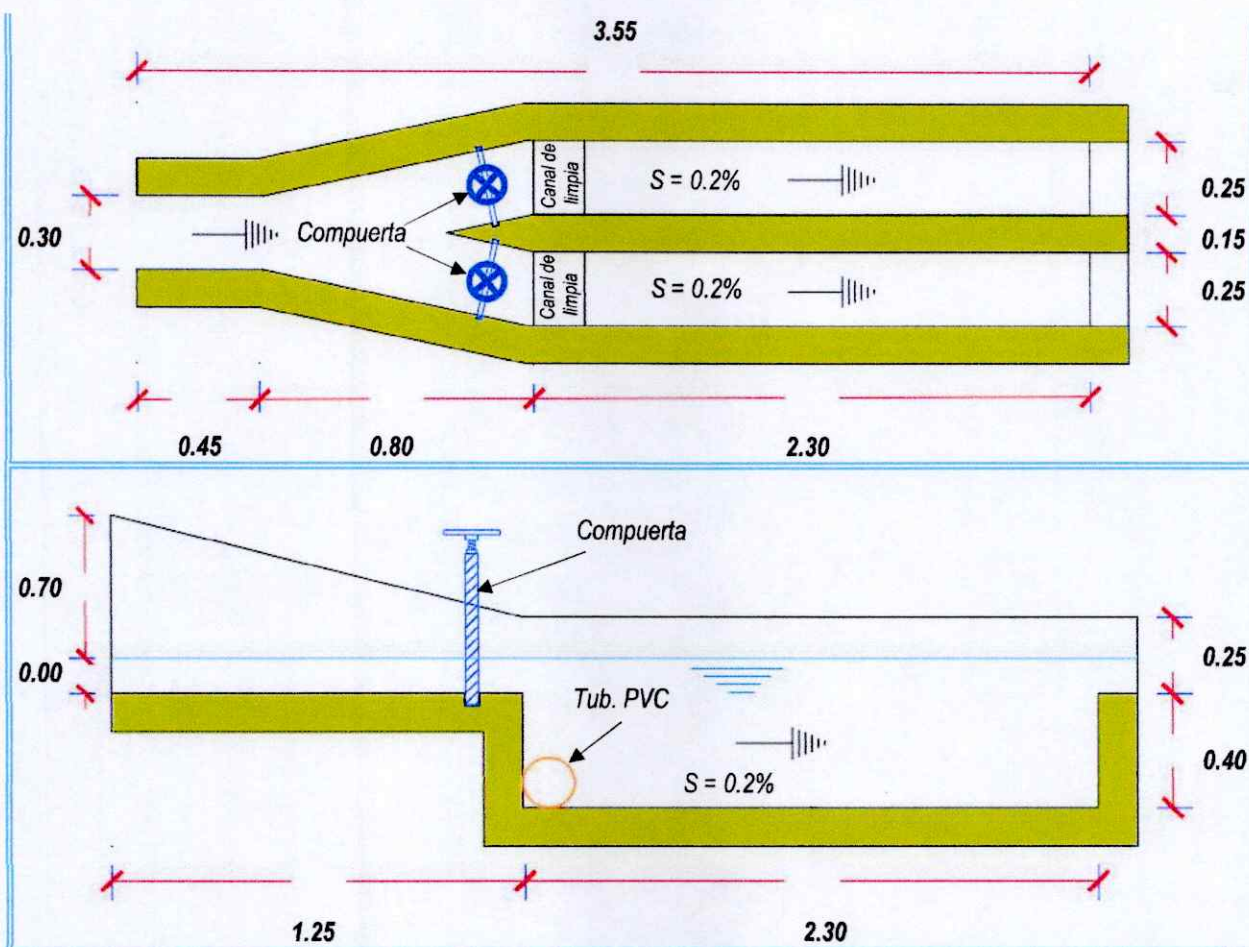 3.55
Canal de
limpia
S = 0.2%
0.25
0.30
Compuerta
0.15
Canal de
limpia
S = 0.2%
0.25
0.45
0.80
2.30
Compuerta
0.70
0.00
0.25
Tub. PVC
S = 0.2%
0.40
1.25
2.30